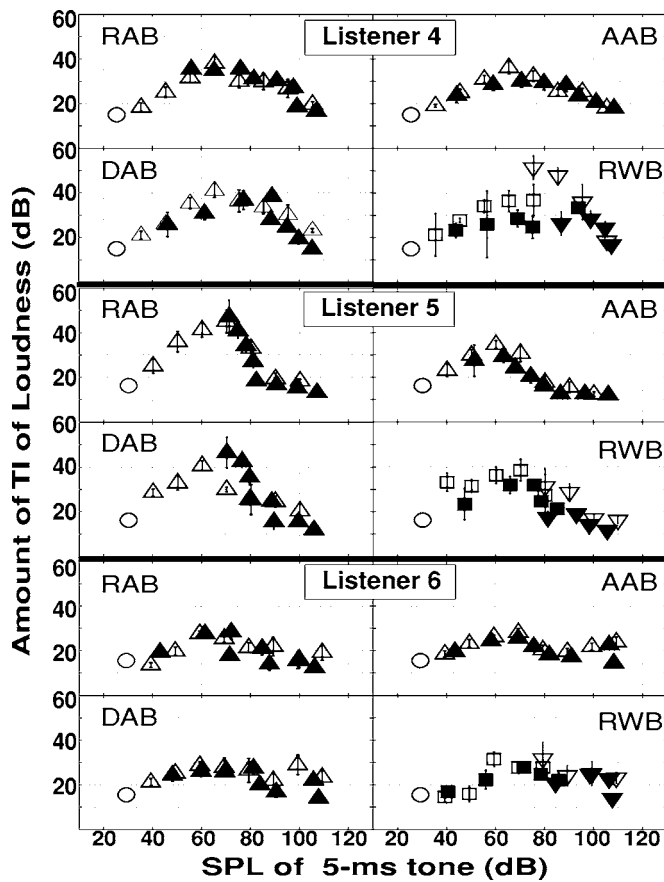 Amount of TI of Loudness (dB)
60
RAB
Listener 4
AAB
40
20
60
DAB
RWB
40
20
60
RAB
Listener 5
AAB
40
20
60
DAB
RWB
40
20
60
RAB
Listener 6
AAB
40
20
60
DAB
RWB
40
20
20 40 60 80 100 120 20 40 60 80 100 120
SPL of 5-ms tone (dB)